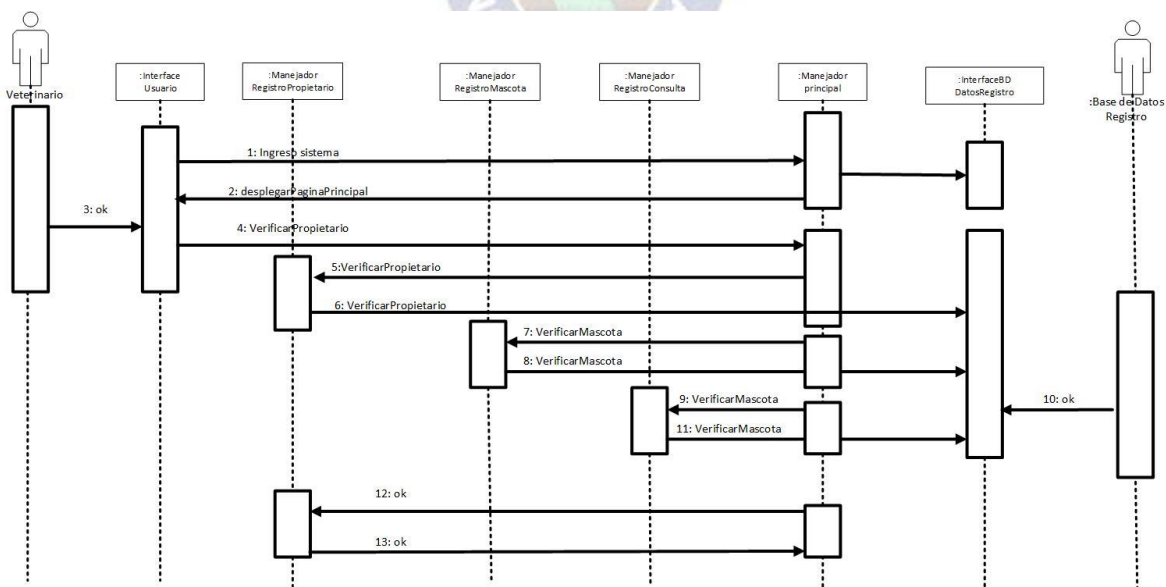 Veterinario
:Interface
Usuario
:Manejador
RegistroPropietario
:Manejador
RegistroMascota
:Manejador
RegistroConsulta
:Manejador
principal
:InterfaceBD
DatosRegistro
:Base de Datos
Registro
1: Ingreso sistema
2: desplegarPaginaPrincipal
3: ok
4: VerificarPropietario
5:VerificarPropietario
6: VerificarPropietario
7: VerificarMascota
8: VerificarMascota
9: VerificarMascota
10: ok
11: VerificarMascota
12: ok
13: ok